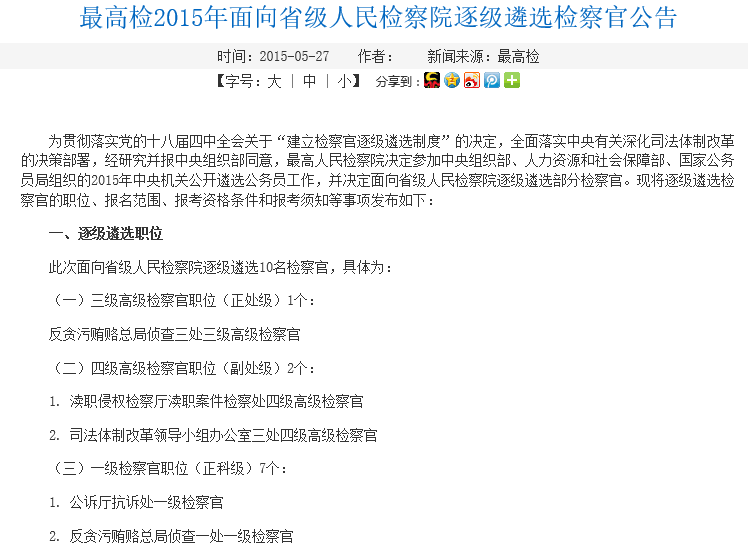 最高检2015年面向省级人民检察院逐级遴选检察官公告
时间：2015-05-27 作者： 新闻来源：最高检
【字号：大 | 中 | 小】 分享到：
为贯彻落实党的十八届四中全会关于“建立检察官逐级遴选制度”的决定，全面落实中央有关深化司法体制改革
的决策部署，经研究并报中央组织部同意，最高人民检察院决定参加中央组织部、人力资源和社会保障部、国家公务
员局组织的2015年中央机关公开遴选公务员工作，并决定面向省级人民检察院逐级遴选部分检察官。现将逐级遴选检
察官的职位、报名范围、报考资格条件和报考须知等事项发布如下：
一、逐级遴选职位
此次面向省级人民检察院逐级遴选10名检察官，具体为：
（一）三级高级检察官职位（正处级）1个：
反贪污贿赂总局侦查三处三级高级检察官
（二）四级高级检察官职位（副处级）2个：
1. 渎职侵权检察厅渎职案件检察处四级高级检察官
2. 司法体制改革领导小组办公室三处四级高级检察官
（三）一级检察官职位（正科级）7个：
1. 公诉厅抗诉处一级检察官
2. 反贪污贿赂总局侦查一处一级检察官